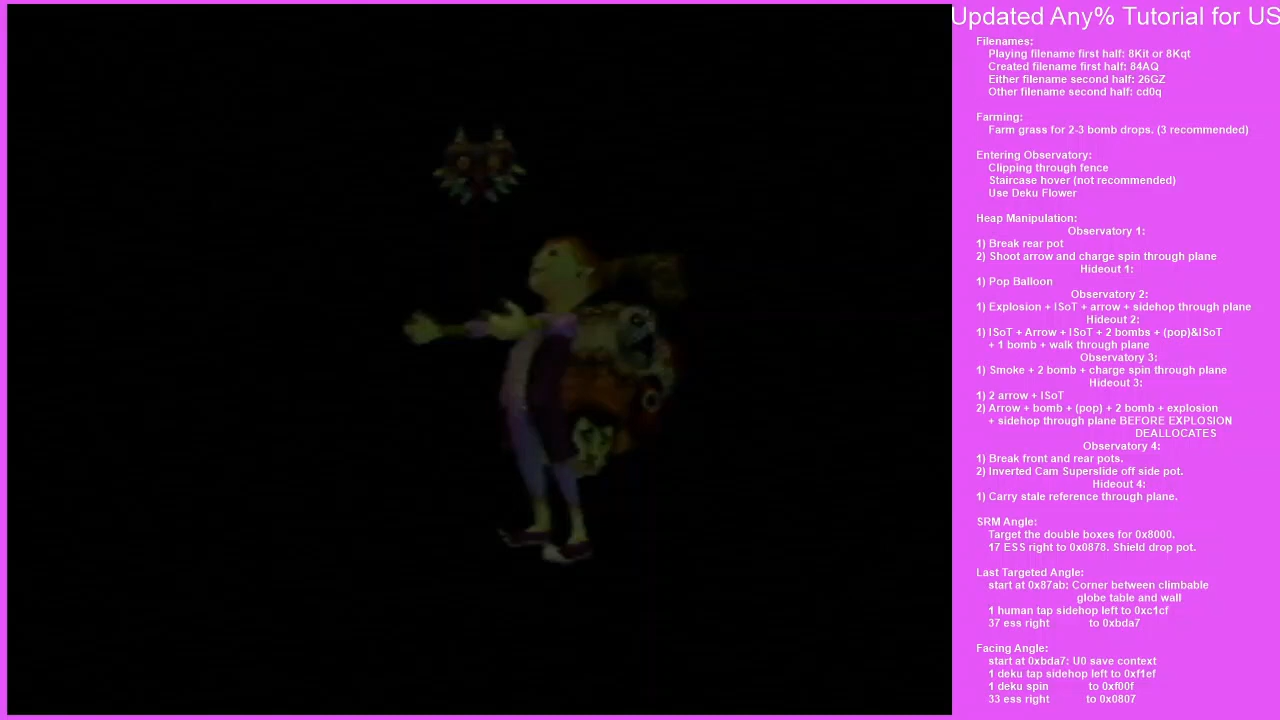 Updated Any% Tutorial for US
Filenames:
Playing filename first half: 8Kit or 8Kqt
Created filename first half: 84AQ
Either filename second half: 26GZ
Other filename second half: cd0q
Farming:
Farm grass for 2-3 bomb drops. (3 recommended)
Entering Observatory:
Clipping through fence
Staircase hover (not recommended)
Use Deku Flower
Heap Manipulation:
Observatory 1:
1) Break rear pot
2) Shoot arrow and charge spin through plane
Hideout 1:
1) Pop Balloon
Observatory 2:
1) Explosion + ISoT + arrow + sidehop through plane
Hideout 2:
1) ISoT + Arrow + ISoT + 2 bombs + (pop)&ISoT
+ 1 bomb + walk through plane
Observatory 3:
1) Smoke + 2 bomb + charge spin through plane
Hideout 3:
1) 2 arrow + ISoT
2) Arrow + bomb + (pop) + 2 bomb + explosion
+ sidehop through plane BEFORE EXPLOSION
DEALLOCATES
Observatory 4:
1) Break front and rear pots.
2) Inverted Cam Superslide off side pot.
Hideout 4:
1) Carry stale reference through plane.
SRM Angle:
Target the double boxes for 0x8000.
17 ESS right to 0x0878. Shield drop pot.
Last Targeted Angle:
start at 0x87ab: Corner between climbable
globe table and wall
1 human tap sidehop left to 0xc1cf
37 ess right to 0xbda7
Facing Angle:
start at 0xbda7: U0 save context
1 deku tap sidehop left to 0xf1ef
1 deku spin to 0xf00f
33 ess right to 0x0807